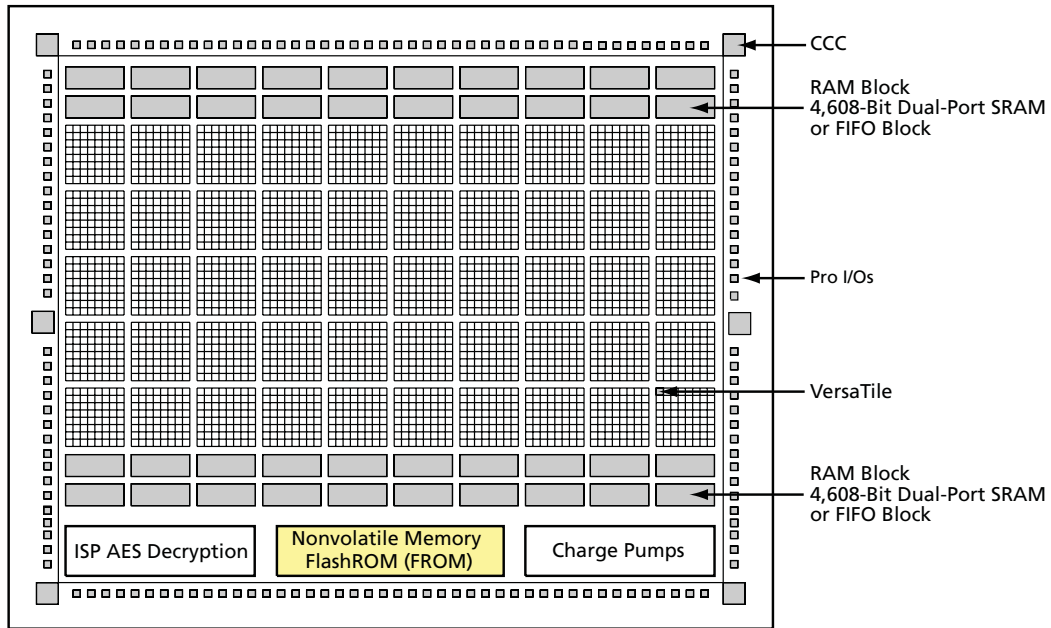 CCC
RAM Block
4,608-Bit Dual-Port SRAM
or FIFO Block
Pro I/Os
VersaTile
RAM Block
4,608-Bit Dual-Port SRAM
or FIFO Block
ISP AES Decryption
Nonvolatile Memory
FlashROM (FROM)
Charge Pumps